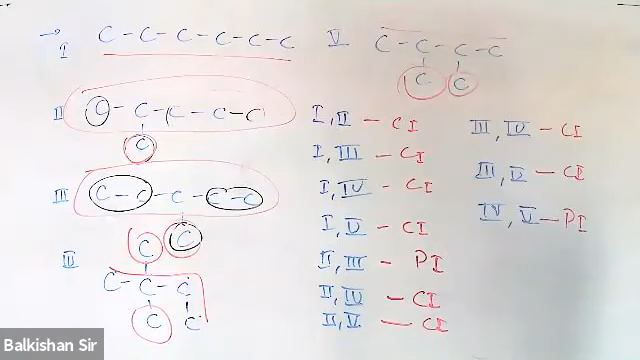 → C-C-C-C-C-C
I
V
C-C-C-C
C C
II C-C-C-C-C
C
III C-C-C-C-C
C
C
III
C-C-C
C C
I, II - CI
I, III - CI
I, IV - CI
I, V - CI
II, III - PI
II, IV - CI
II, V - CI
III, IV - CI
III, V - CI
IV, V - PI
Balkishan Sir